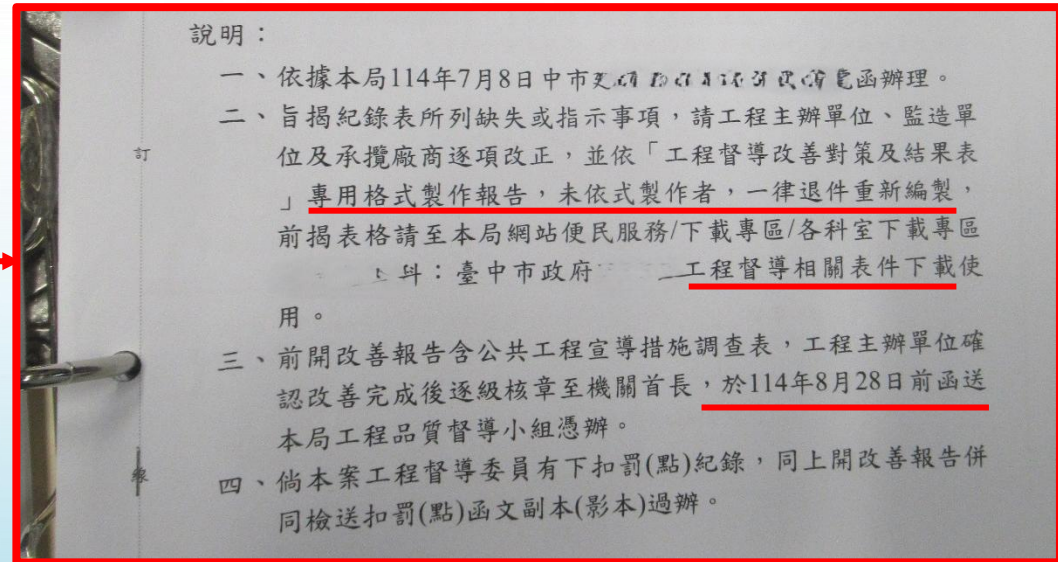 說明：
一、依據本局114年7月8日中市 函辦理。
二、旨揭紀錄表所列缺失或指示事項，請工程主辦單位、監造單
訂
位及承攬廠商逐項改正，並依「工程督導改善對策及結果表
」專用格式製作報告，未依式製作者，一律退件重新編製，
前揭表格請至本局網站便民服務/下載專區/各科室下載專區
科：臺中市政府 工程督導相關表件下載使
用。
三、前開改善報告含公共工程宣導措施調查表，工程主辦單位確
認改善完成後逐級核章至機關首長，於114年8月28日前函送
本局工程品質督導小組憑辦。
線
四、倘本案工程督導委員有下扣罰(點)紀錄，同上開改善報告併
同檢送扣罰(點)函文副本(影本)過辦。